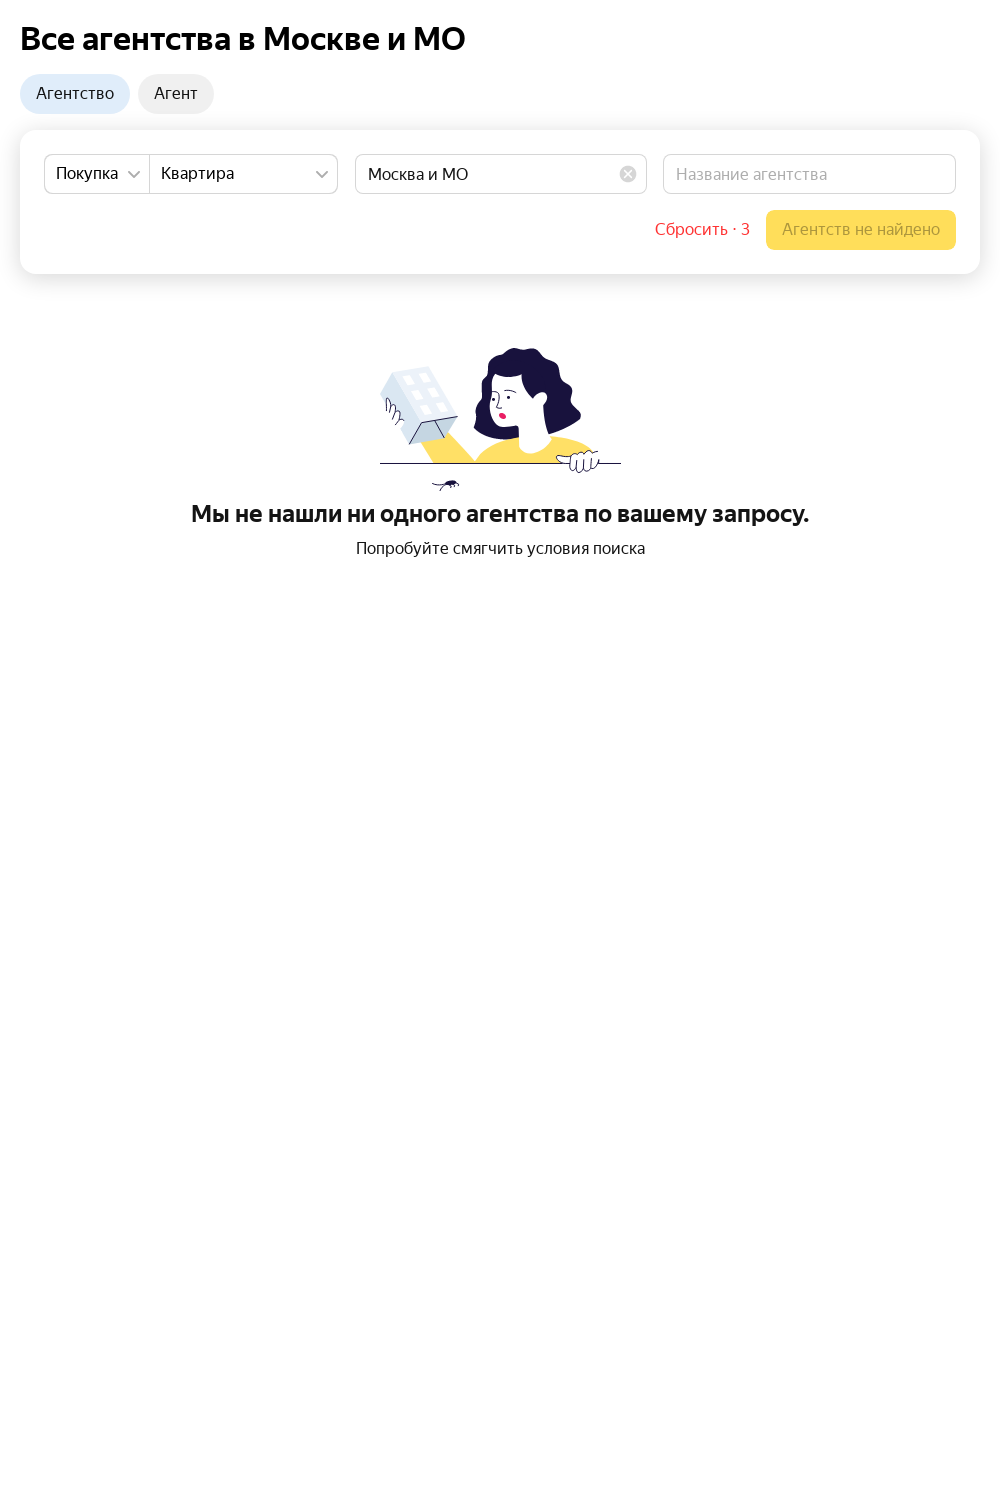 Все агентства в Москве и МО
Агентство Агент
Покупка Квартира Москва и МО Название агентства
Сбросить · 3 Агентств не найдено
Мы не нашли ни одного агентства по вашему запросу.
Попробуйте смягчить условия поиска